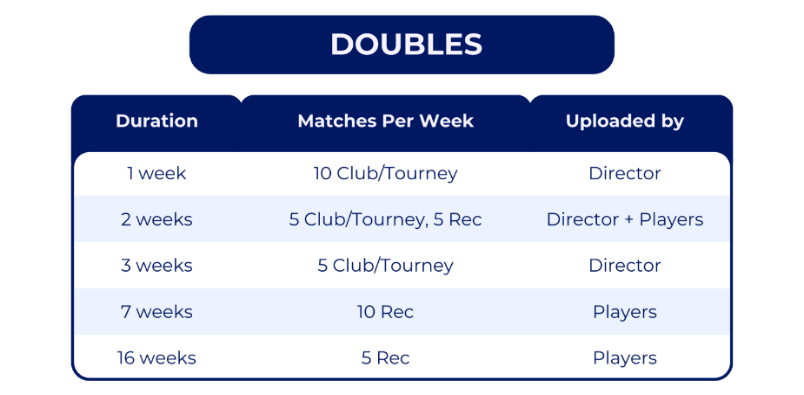 DOUBLES
Duration Matches Per Week Uploaded by
1 week 10 Club/Tourney Director
2 weeks 5 Club/Tourney, 5 Rec Director + Players
3 weeks 5 Club/Tourney Director
7 weeks 10 Rec Players
16 weeks 5 Rec Players